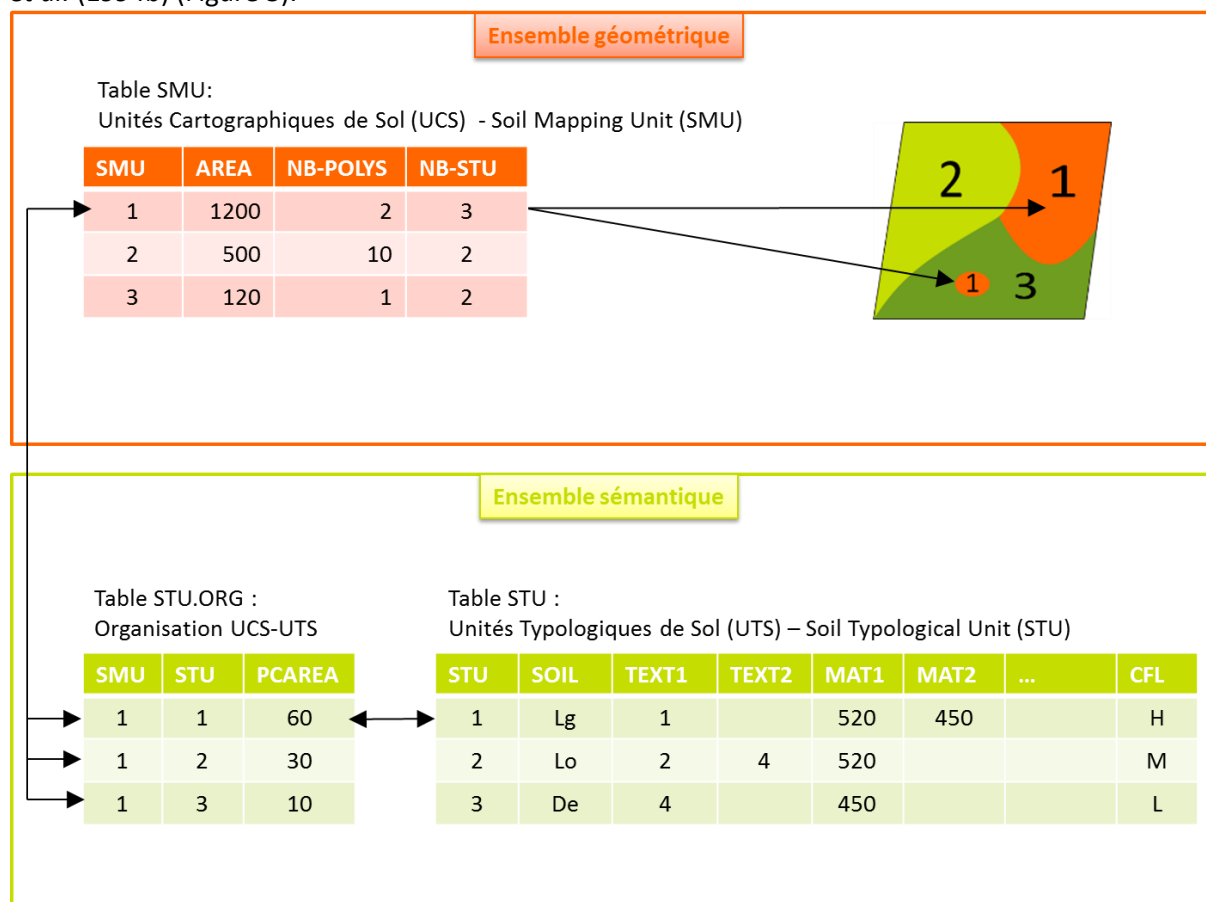 Ensemble géométrique
Table SMU:
Unités Cartographiques de Sol (UCS) - Soil Mapping Unit (SMU)
SMU AREA NB-POLYS NB-STU
1 1200 2 3
2 500 10 2
3 120 1 2
2 1
1 3
Ensemble sémantique
Table STU.ORG :
Organisation UCS-UTS
SMU STU PCAREA
1 1 60
1 2 30
1 3 10
Table STU :
Unités Typologiques de Sol (UTS) – Soil Typological Unit (STU)
STU SOIL TEXT1 TEXT2 MAT1 MAT2 ... CFL
1 Lg 1 520 450 H
2 Lo 2 4 520 M
3 De 4 450 L